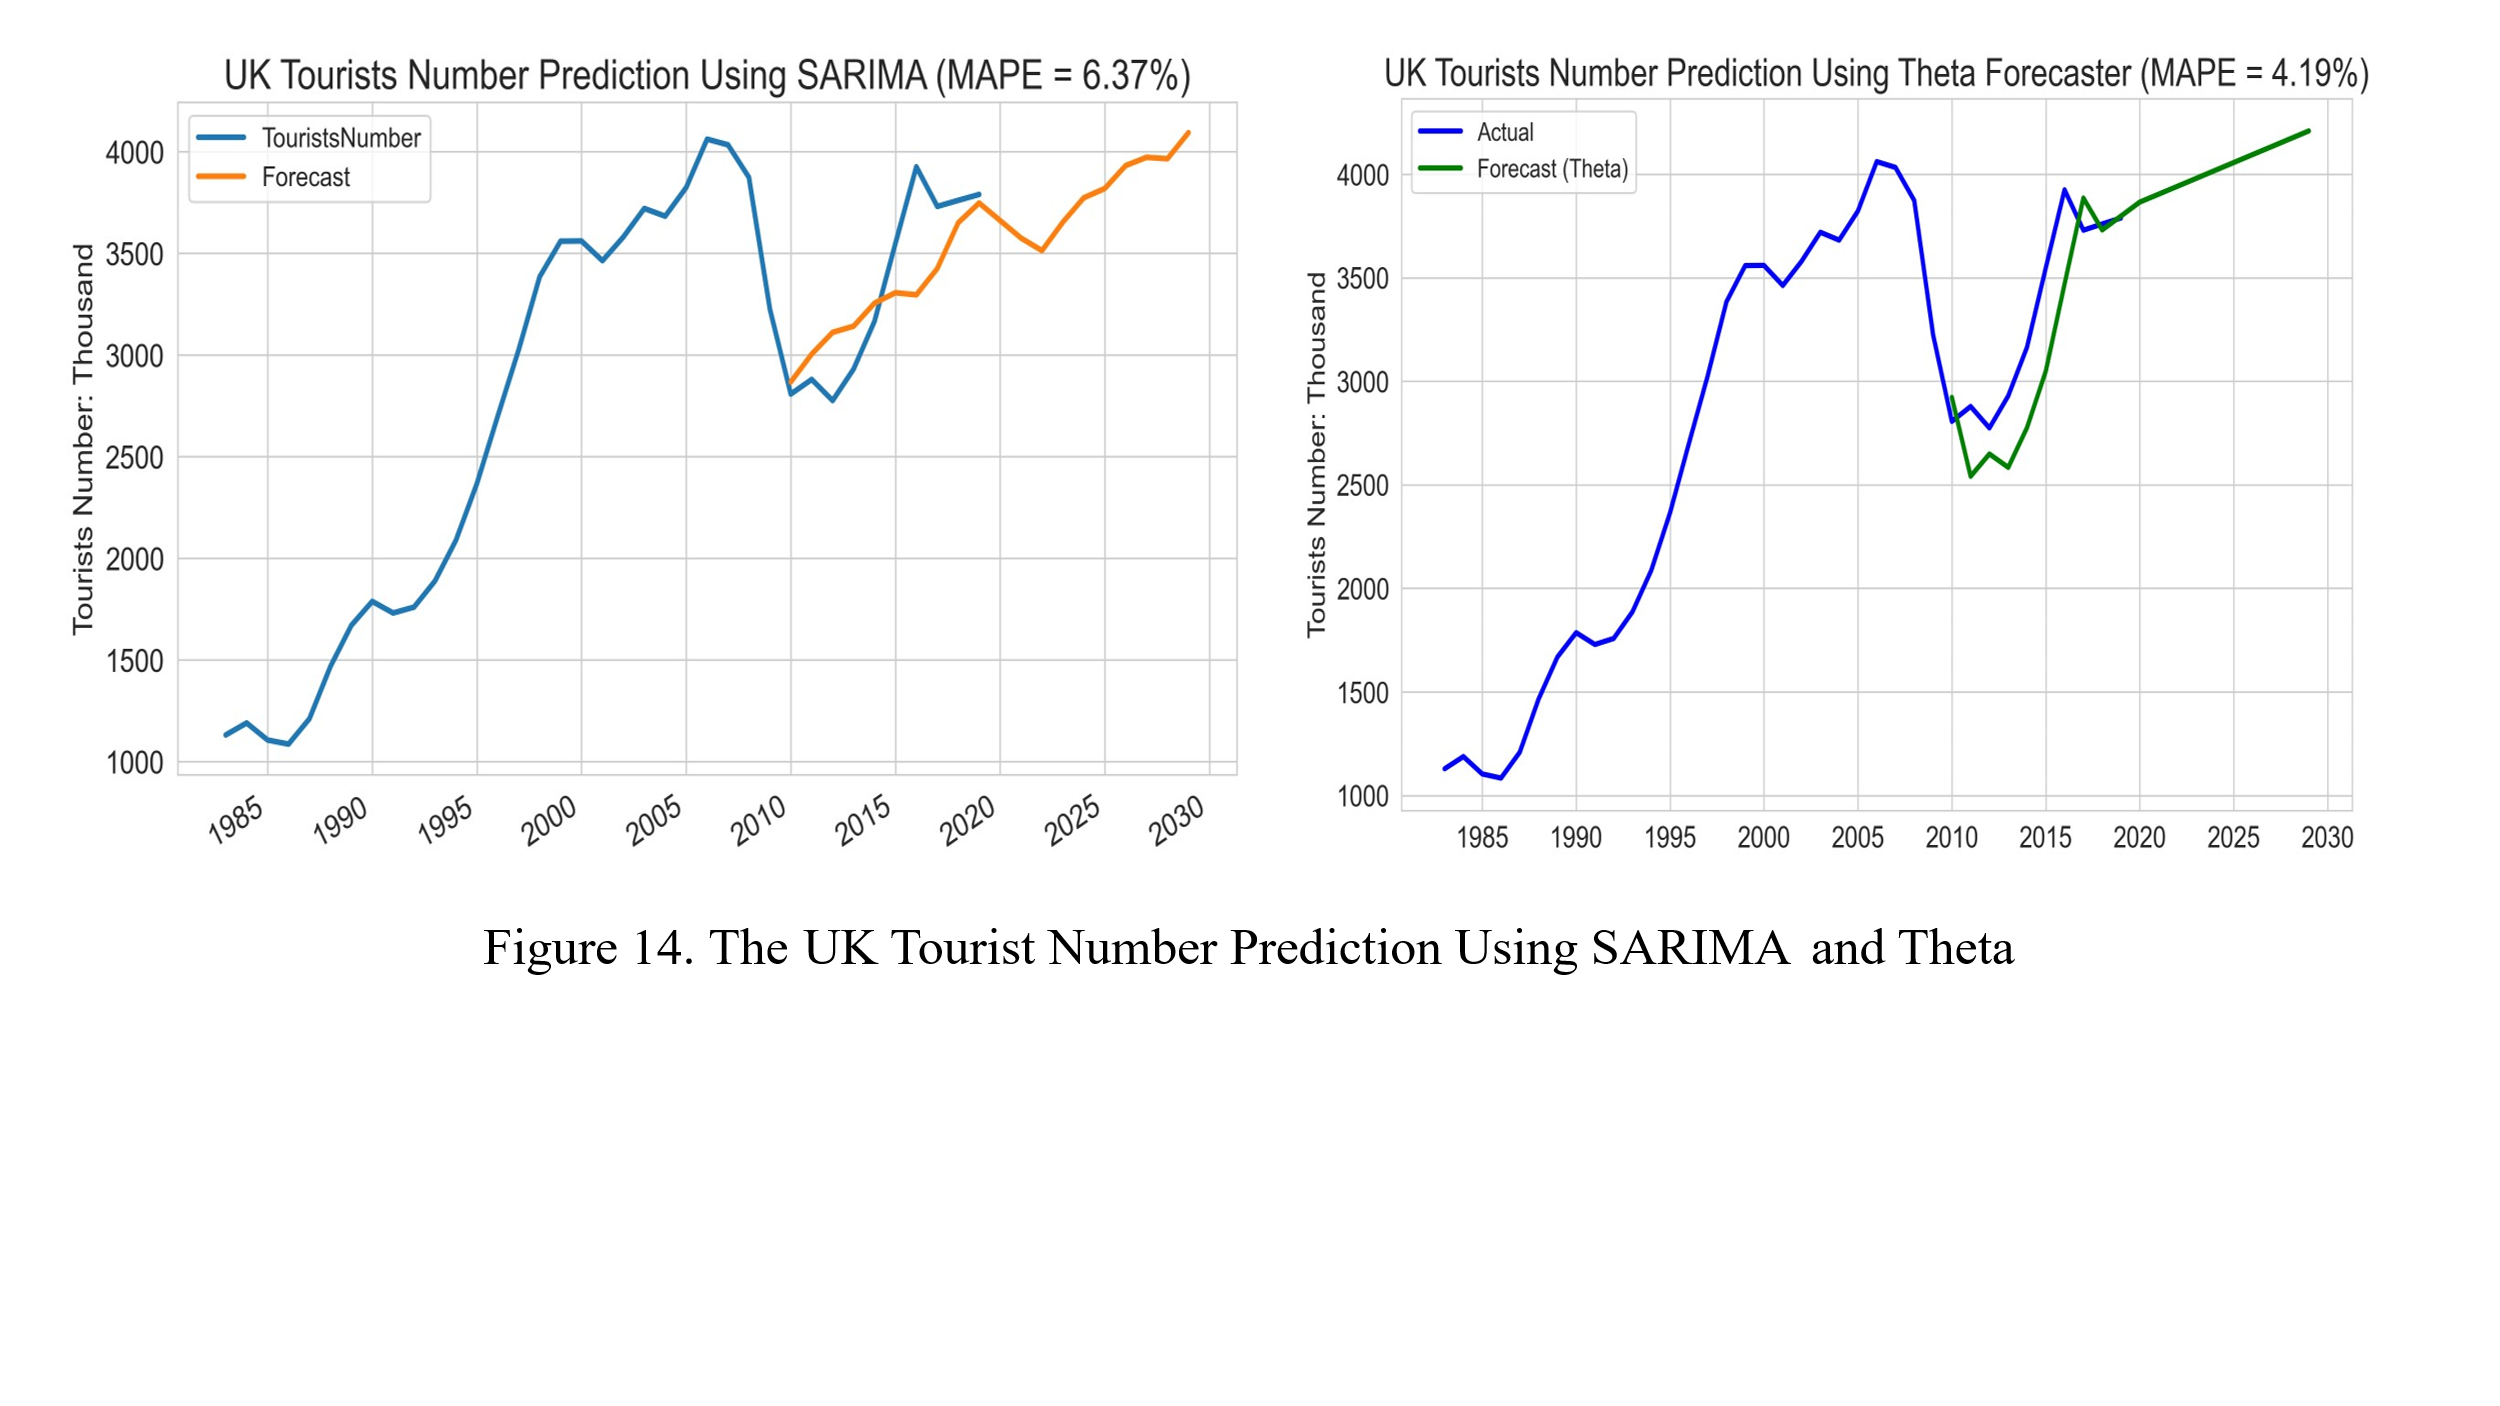 UK Tourists Number Prediction Using SARIMA (MAPE = 6.37%)
TouristsNumber
Forecast
Tourists Number: Thousand
4000
3500
3000
2500
2000
1500
1000
1985 1990 1995 2000 2005 2010 2015 2020 2025 2030
UK Tourists Number Prediction Using Theta Forecaster (MAPE = 4.19%)
Actual
Forecast (Theta)
Tourists Number: Thousand
4000
3500
3000
2500
2000
1500
1000
1985 1990 1995 2000 2005 2010 2015 2020 2025 2030
Figure 14. The UK Tourist Number Prediction Using SARIMA and Theta